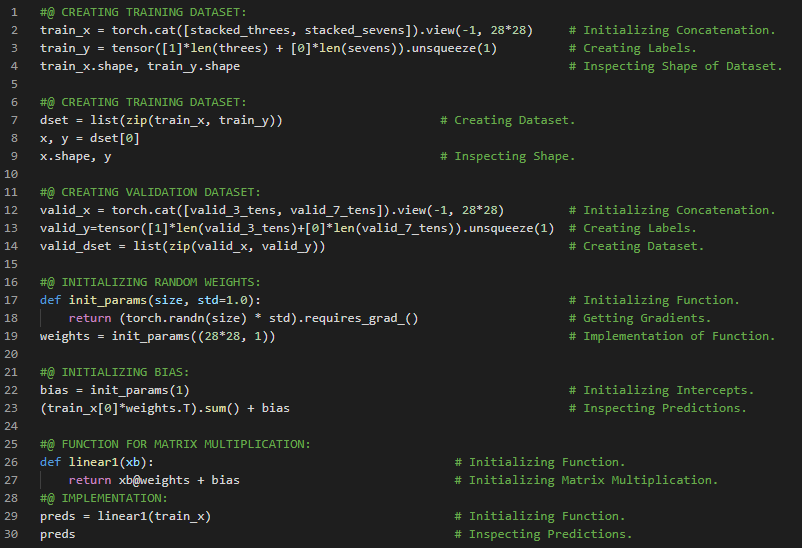 1 #@ CREATING TRAINING DATASET:
2 train_x = torch.cat([stacked_threes, stacked_sevens]).view(-1, 28*28) # Initializing Concatenation.
3 train_y = tensor([1]*len(threes) + [0]*len(sevens)).unsqueeze(1) # Creating Labels.
4 train_x.shape, train_y.shape # Inspecting Shape of Dataset.
5
6 #@ CREATING TRAINING DATASET:
7 dset = list(zip(train_x, train_y)) # Creating Dataset.
8 x, y = dset[0]
9 x.shape, y # Inspecting Shape.
10
11 #@ CREATING VALIDATION DATASET:
12 valid_x = torch.cat([valid_3_tens, valid_7_tens]).view(-1, 28*28) # Initializing Concatenation.
13 valid_y=tensor([1]*len(valid_3_tens)+[0]*len(valid_7_tens)).unsqueeze(1) # Creating Labels.
14 valid_dset = list(zip(valid_x, valid_y)) # Creating Dataset.
15
16 #@ INITIALIZING RANDOM WEIGHTS:
17 def init_params(size, std=1.0): # Initializing Function.
18 return (torch.randn(size) * std).requires_grad_() # Getting Gradients.
19 weights = init_params((28*28, 1)) # Implementation of Function.
20
21 #@ INITIALIZING BIAS:
22 bias = init_params(1) # Initializing Intercepts.
23 (train_x[0]*weights.T).sum() + bias # Inspecting Predictions.
24
25 #@ FUNCTION FOR MATRIX MULTIPLICATION:
26 def linear1(xb): # Initializing Function.
27 return xb@weights + bias # Initializing Matrix Multiplication.
28 #@ IMPLEMENTATION:
29 preds = linear1(train_x) # Initializing Function.
30 preds # Inspecting Predictions.